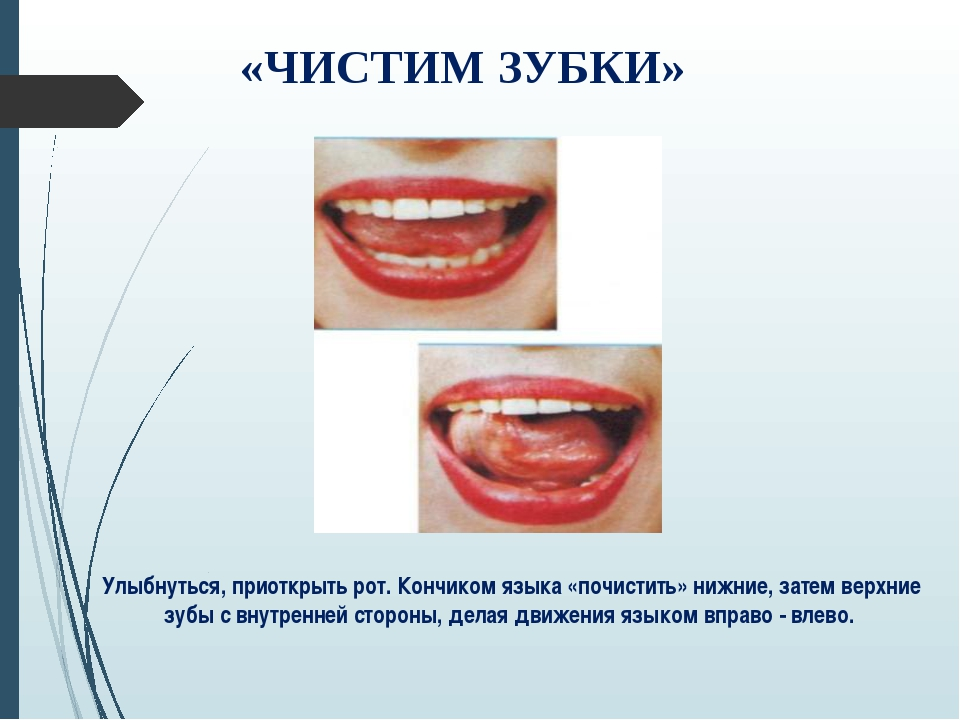 «ЧИСТИМ ЗУБКИ»
Улыбнуться, приоткрыть рот. Кончиком языка «почистить» нижние, затем верхние
зубы с внутренней стороны, делая движения языком вправо - влево.